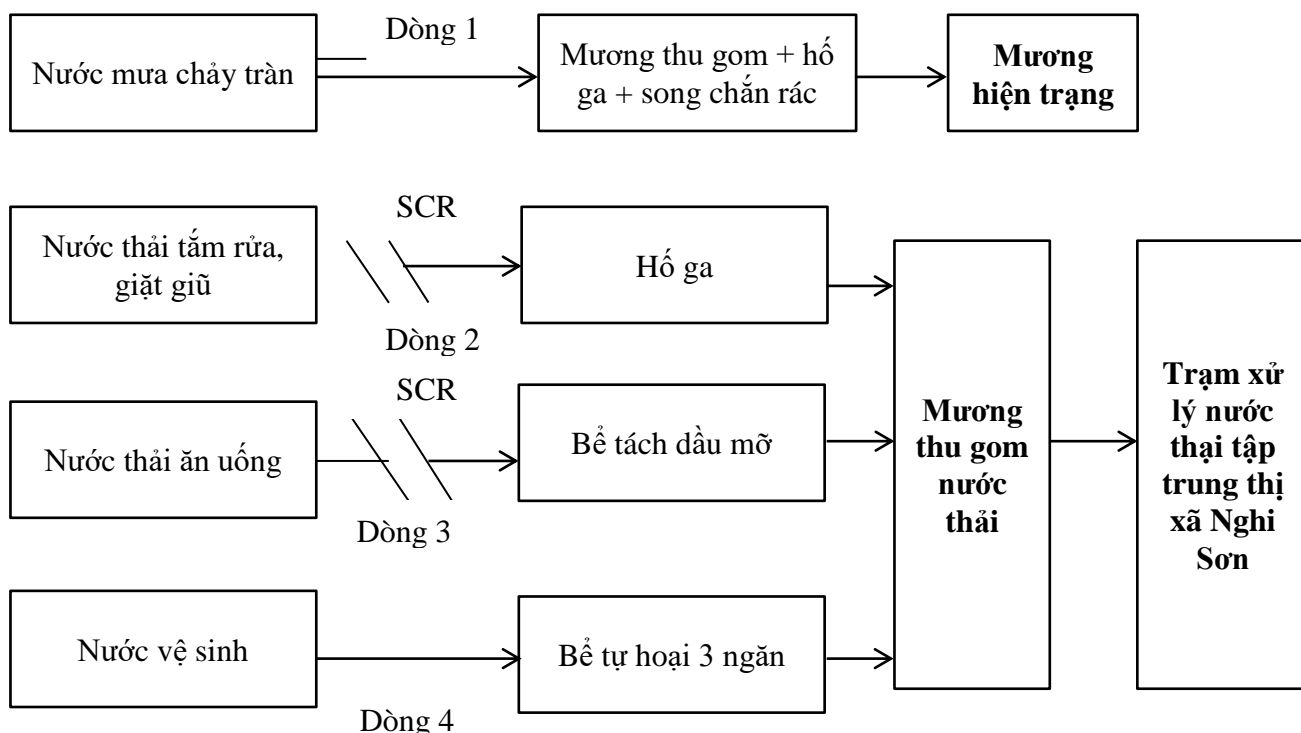 Dòng 1
Nước mưa chảy tràn
Mương thu gom + hố
ga + song chắn rác
Mương
hiện trạng
SCR
Nước thải tắm rửa,
giặt giũ
Hố ga
Dòng 2
SCR
Nước thải ăn uống
Bể tách dầu mỡ
Dòng 3
Mương
thu gom
nước
thải
Trạm xử
lý nước
thại tập
trung thị
xã Nghi
Sơn
Nước vệ sinh
Bể tự hoại 3 ngăn
Dòng 4